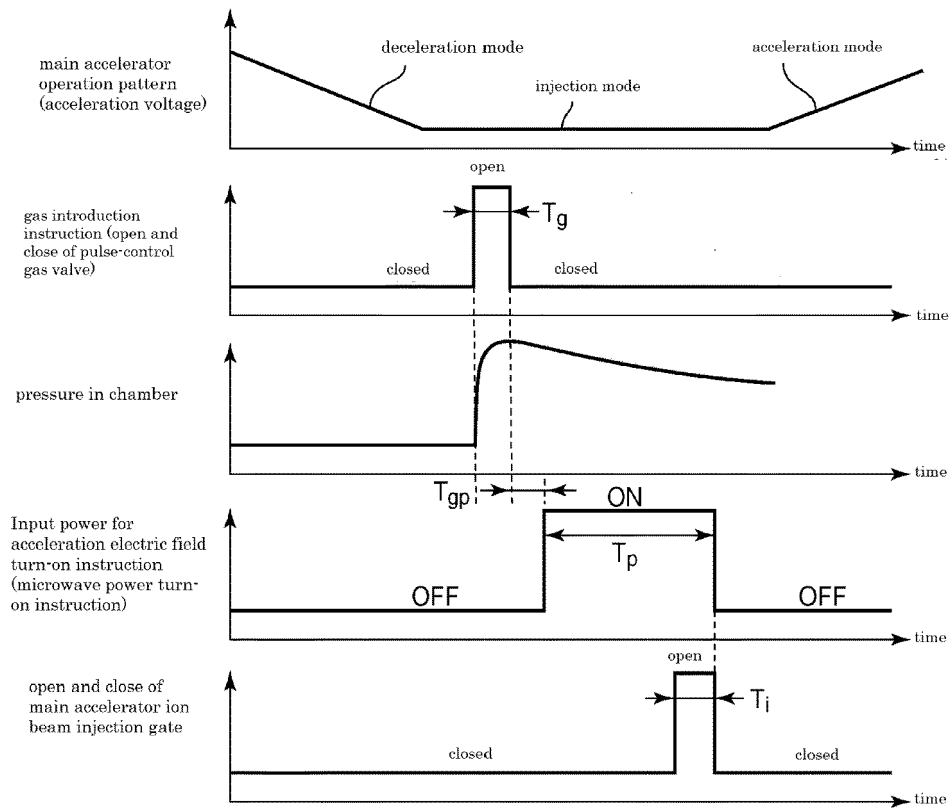 deceleration mode
acceleration mode
main accelerator
operation pattern
(acceleration voltage)
injection mode
time
open
Tg
gas introduction
instruction (open and
close of pulse-control
gas valve)
closed
closed
time
pressure in chamber
time
Tgp
ON
Input power for
acceleration electric field
turn-on instruction
(microwave power turn-
on instruction)
Tp
OFF
OFF
time
open
open and close of
main accelerator ion
beam injection gate
Ti
closed
closed
time